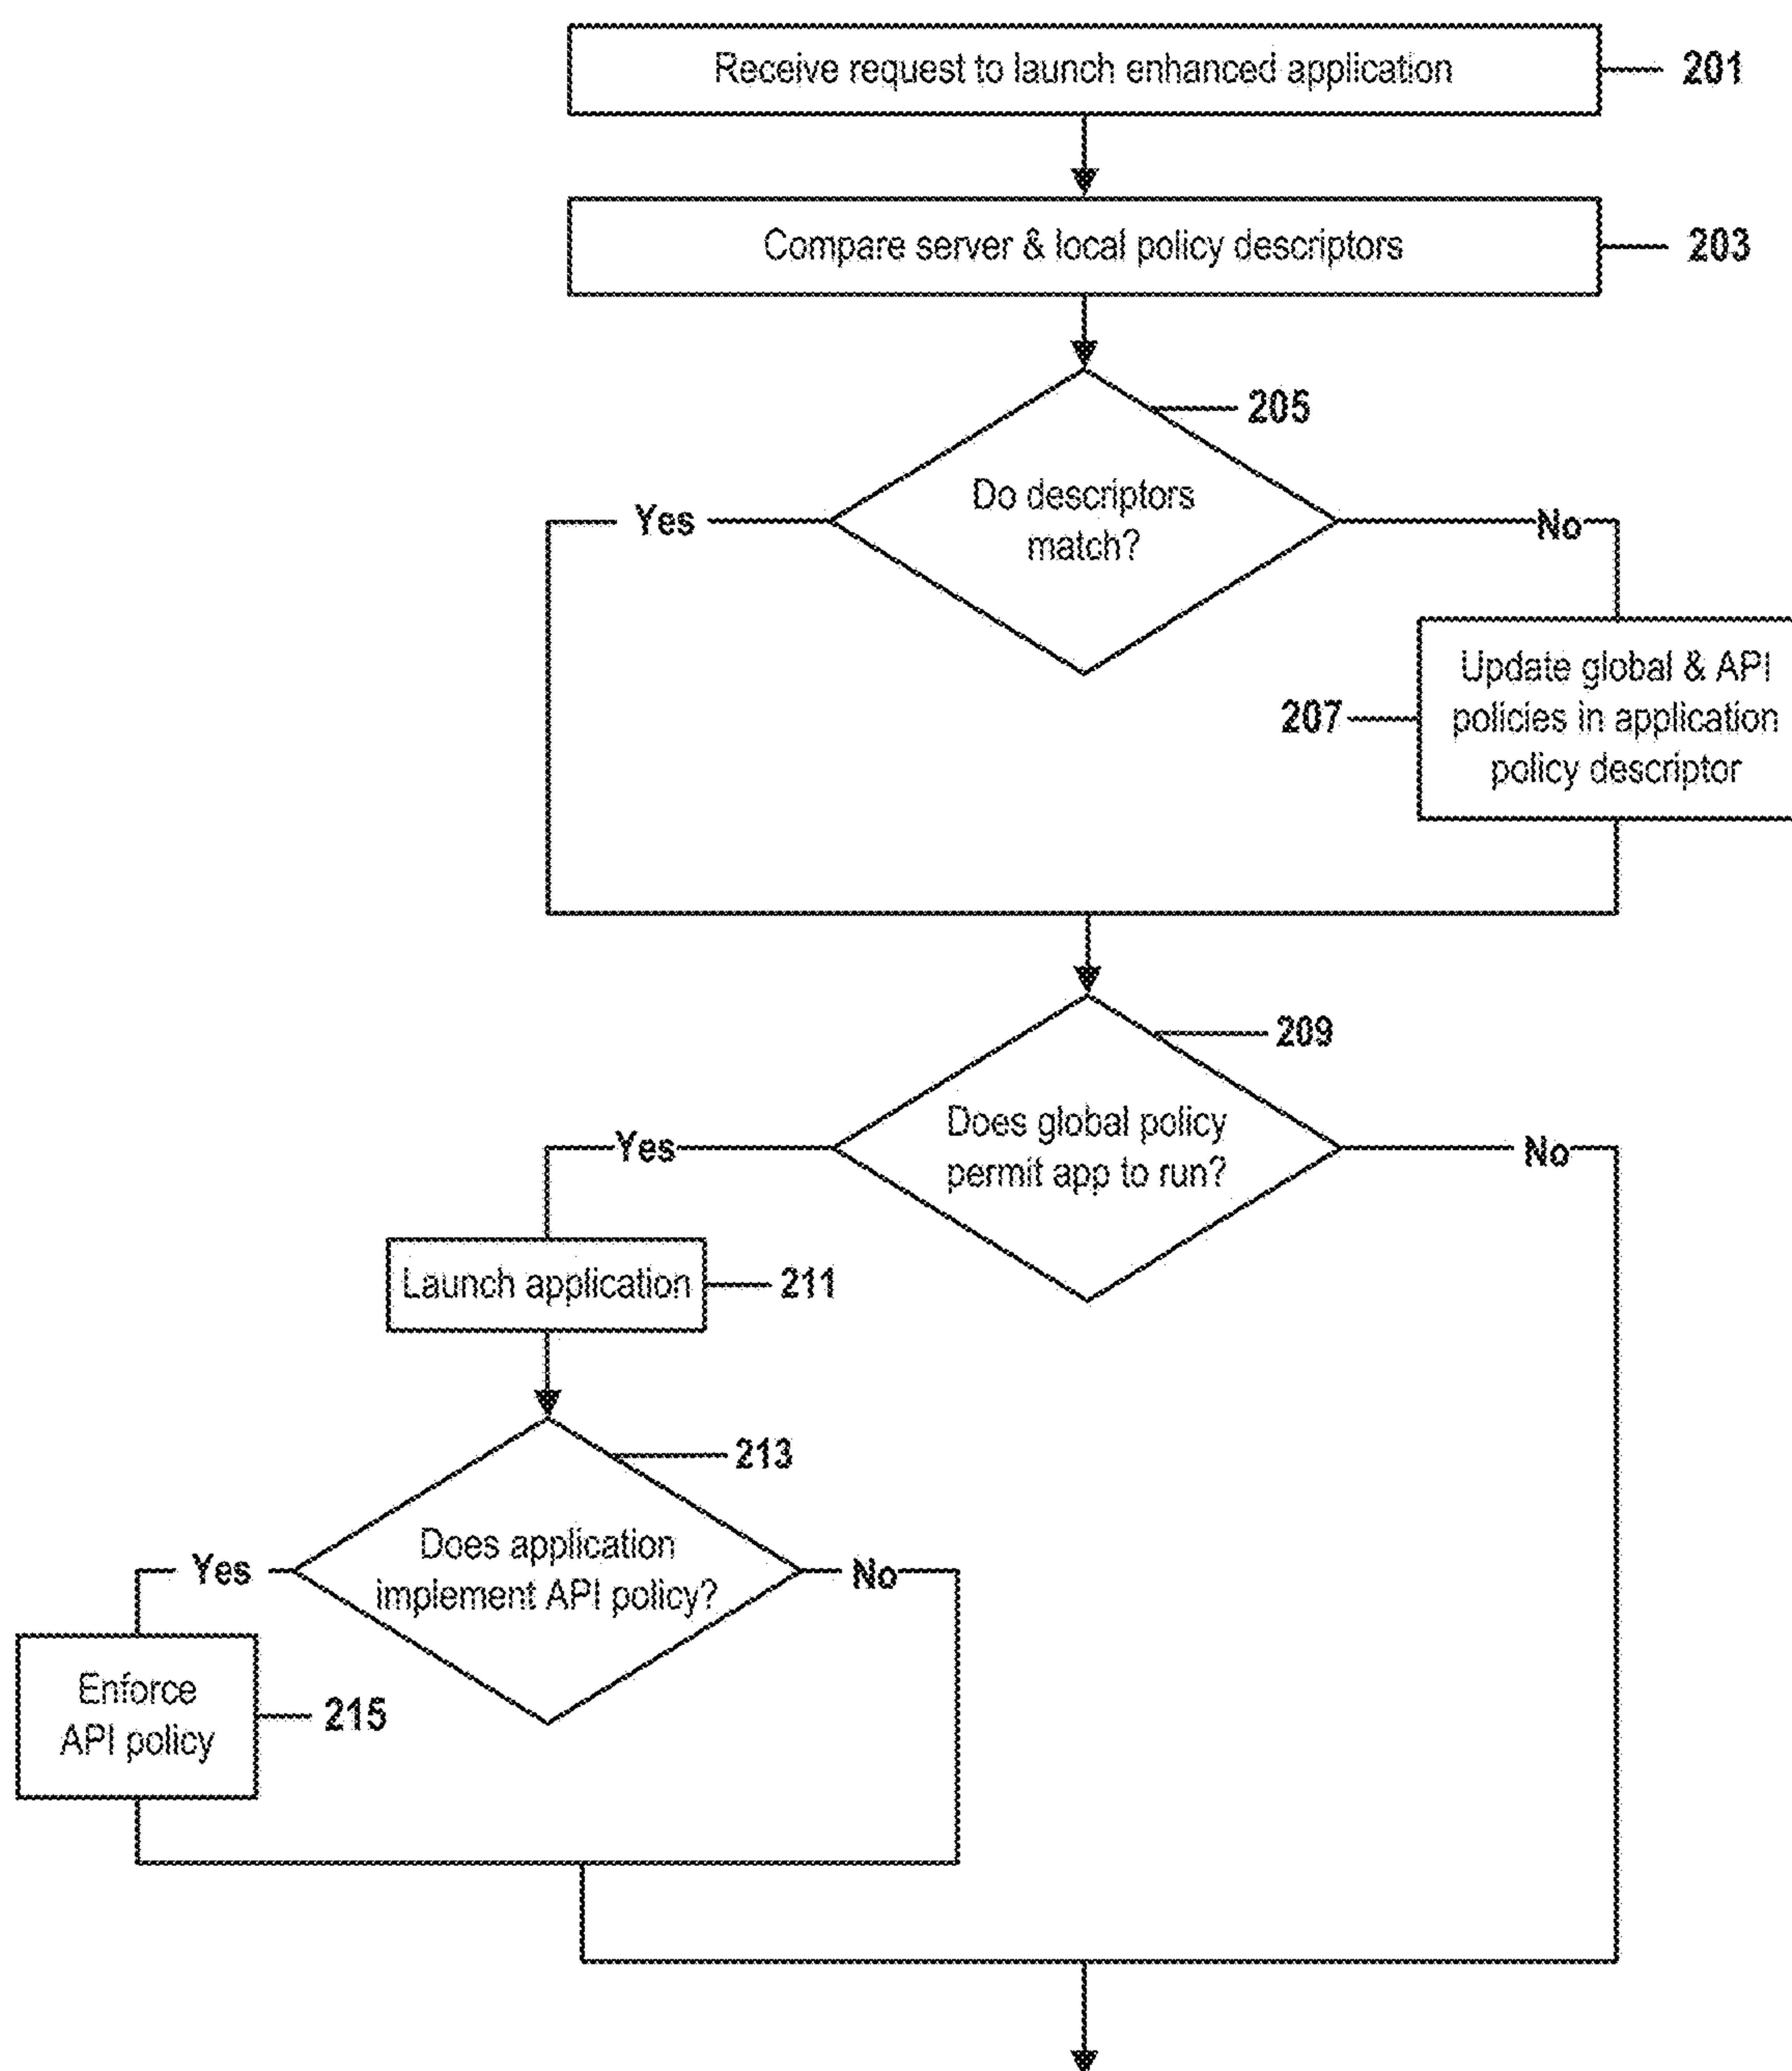 Receive request to launch enhanced application
201
Compare server & local policy descriptors
203
205
Do descriptors
match?
Yes
No
Update global & API
policies in application
policy descriptor
207
209
Does global policy
permit app to run?
Yes
No
Launch application
211
213
Does application
implement API policy?
Yes
No
Enforce
API policy
215